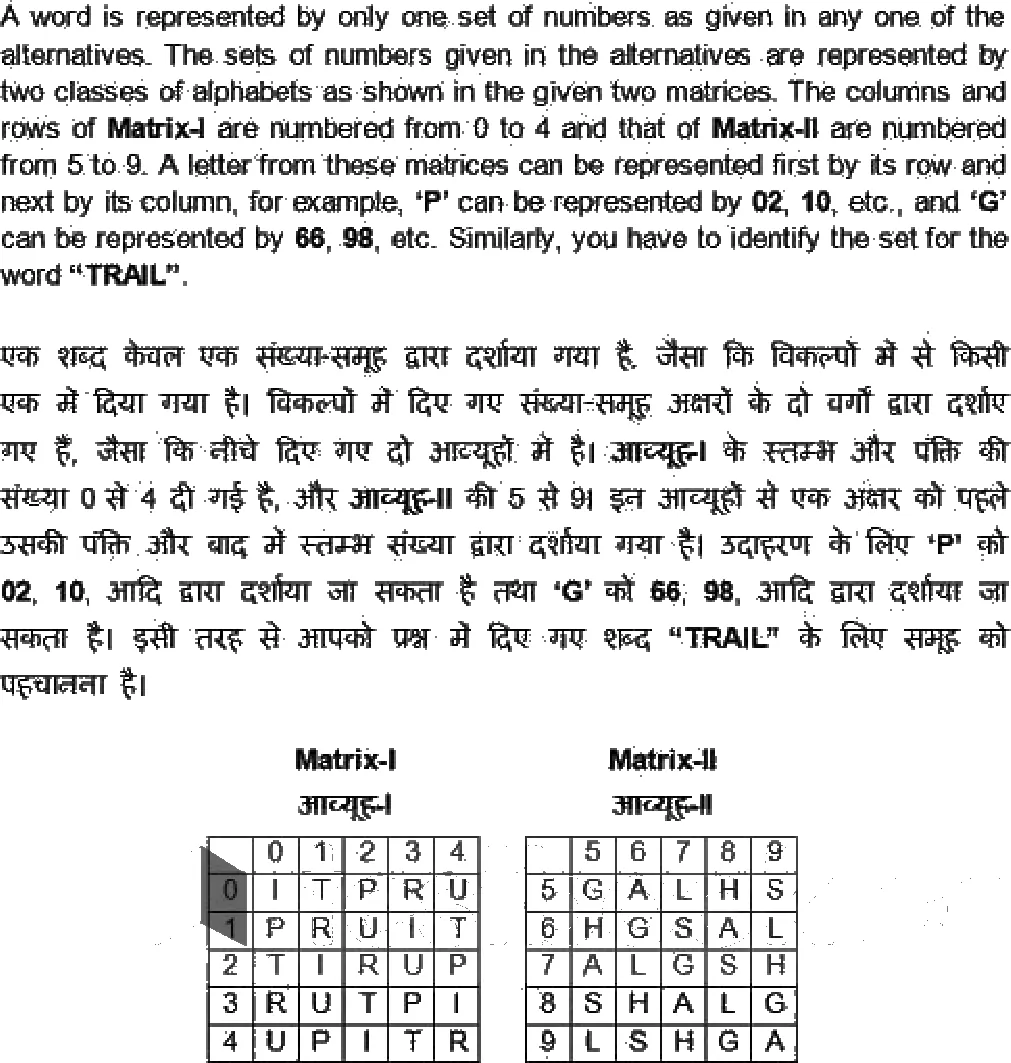 A word is represented by only one set of numbers as given in any one of the
alternatives. The sets of numbers given in the alternatives are represented by
two classes of alphabets as shown in the given two matrices. The columns and
rows of Matrix-I are numbered from 0 to 4 and that of Matrix-II are numbered
from 5 to 9. A letter from these matrices can be represented first by its row and
next by its column, for example, ‘P’ can be represented by 02, 10, etc., and ‘G’
can be represented by 66, 98, etc. Similarly, you have to identify the set for the
word “TRAIL”.
एक शब्द केवल एक संख्या-समूह द्वारा दर्शाया गया है, जैसा कि विकल्पों में से किसी
एक में दिया गया है। विकल्पों में दिए गए संख्या-समूह अक्षरों के दो वर्गों द्वारा दर्शाए
गए हैं, जैसा कि नीचे दिए गए दो आव्यूहों में है। आव्यूह-I के स्तम्भ और पंक्ति की
संख्या 0 से 4 दी गई है, और आव्यूह-II की 5 से 9। इन आव्यूहों से एक अक्षर को पहले
उसकी पंक्ति और बाद में स्तम्भ संख्या द्वारा दर्शाया गया है। उदाहरण के लिए ‘P’ को
02, 10, आदि द्वारा दर्शाया जा सकता है तथा ‘G’ को 66, 98, आदि द्वारा दर्शाया जा
सकता है। इसी तरह से आपको प्रश्न में दिए गए शब्द “TRAIL” के लिए समूह को
पहचानना है।
Matrix-I Matrix-II
आव्यूह-I आव्यूह-II
0 1 2 3 4 5 6 7 8 9
0 I T P R U 5 G A L H S
1 P R U I T 6 H G S A L
2 T I R U P 7 A L G S H
3 R U T P I 8 S H A L G
4 U P I T R 9 L S H G A